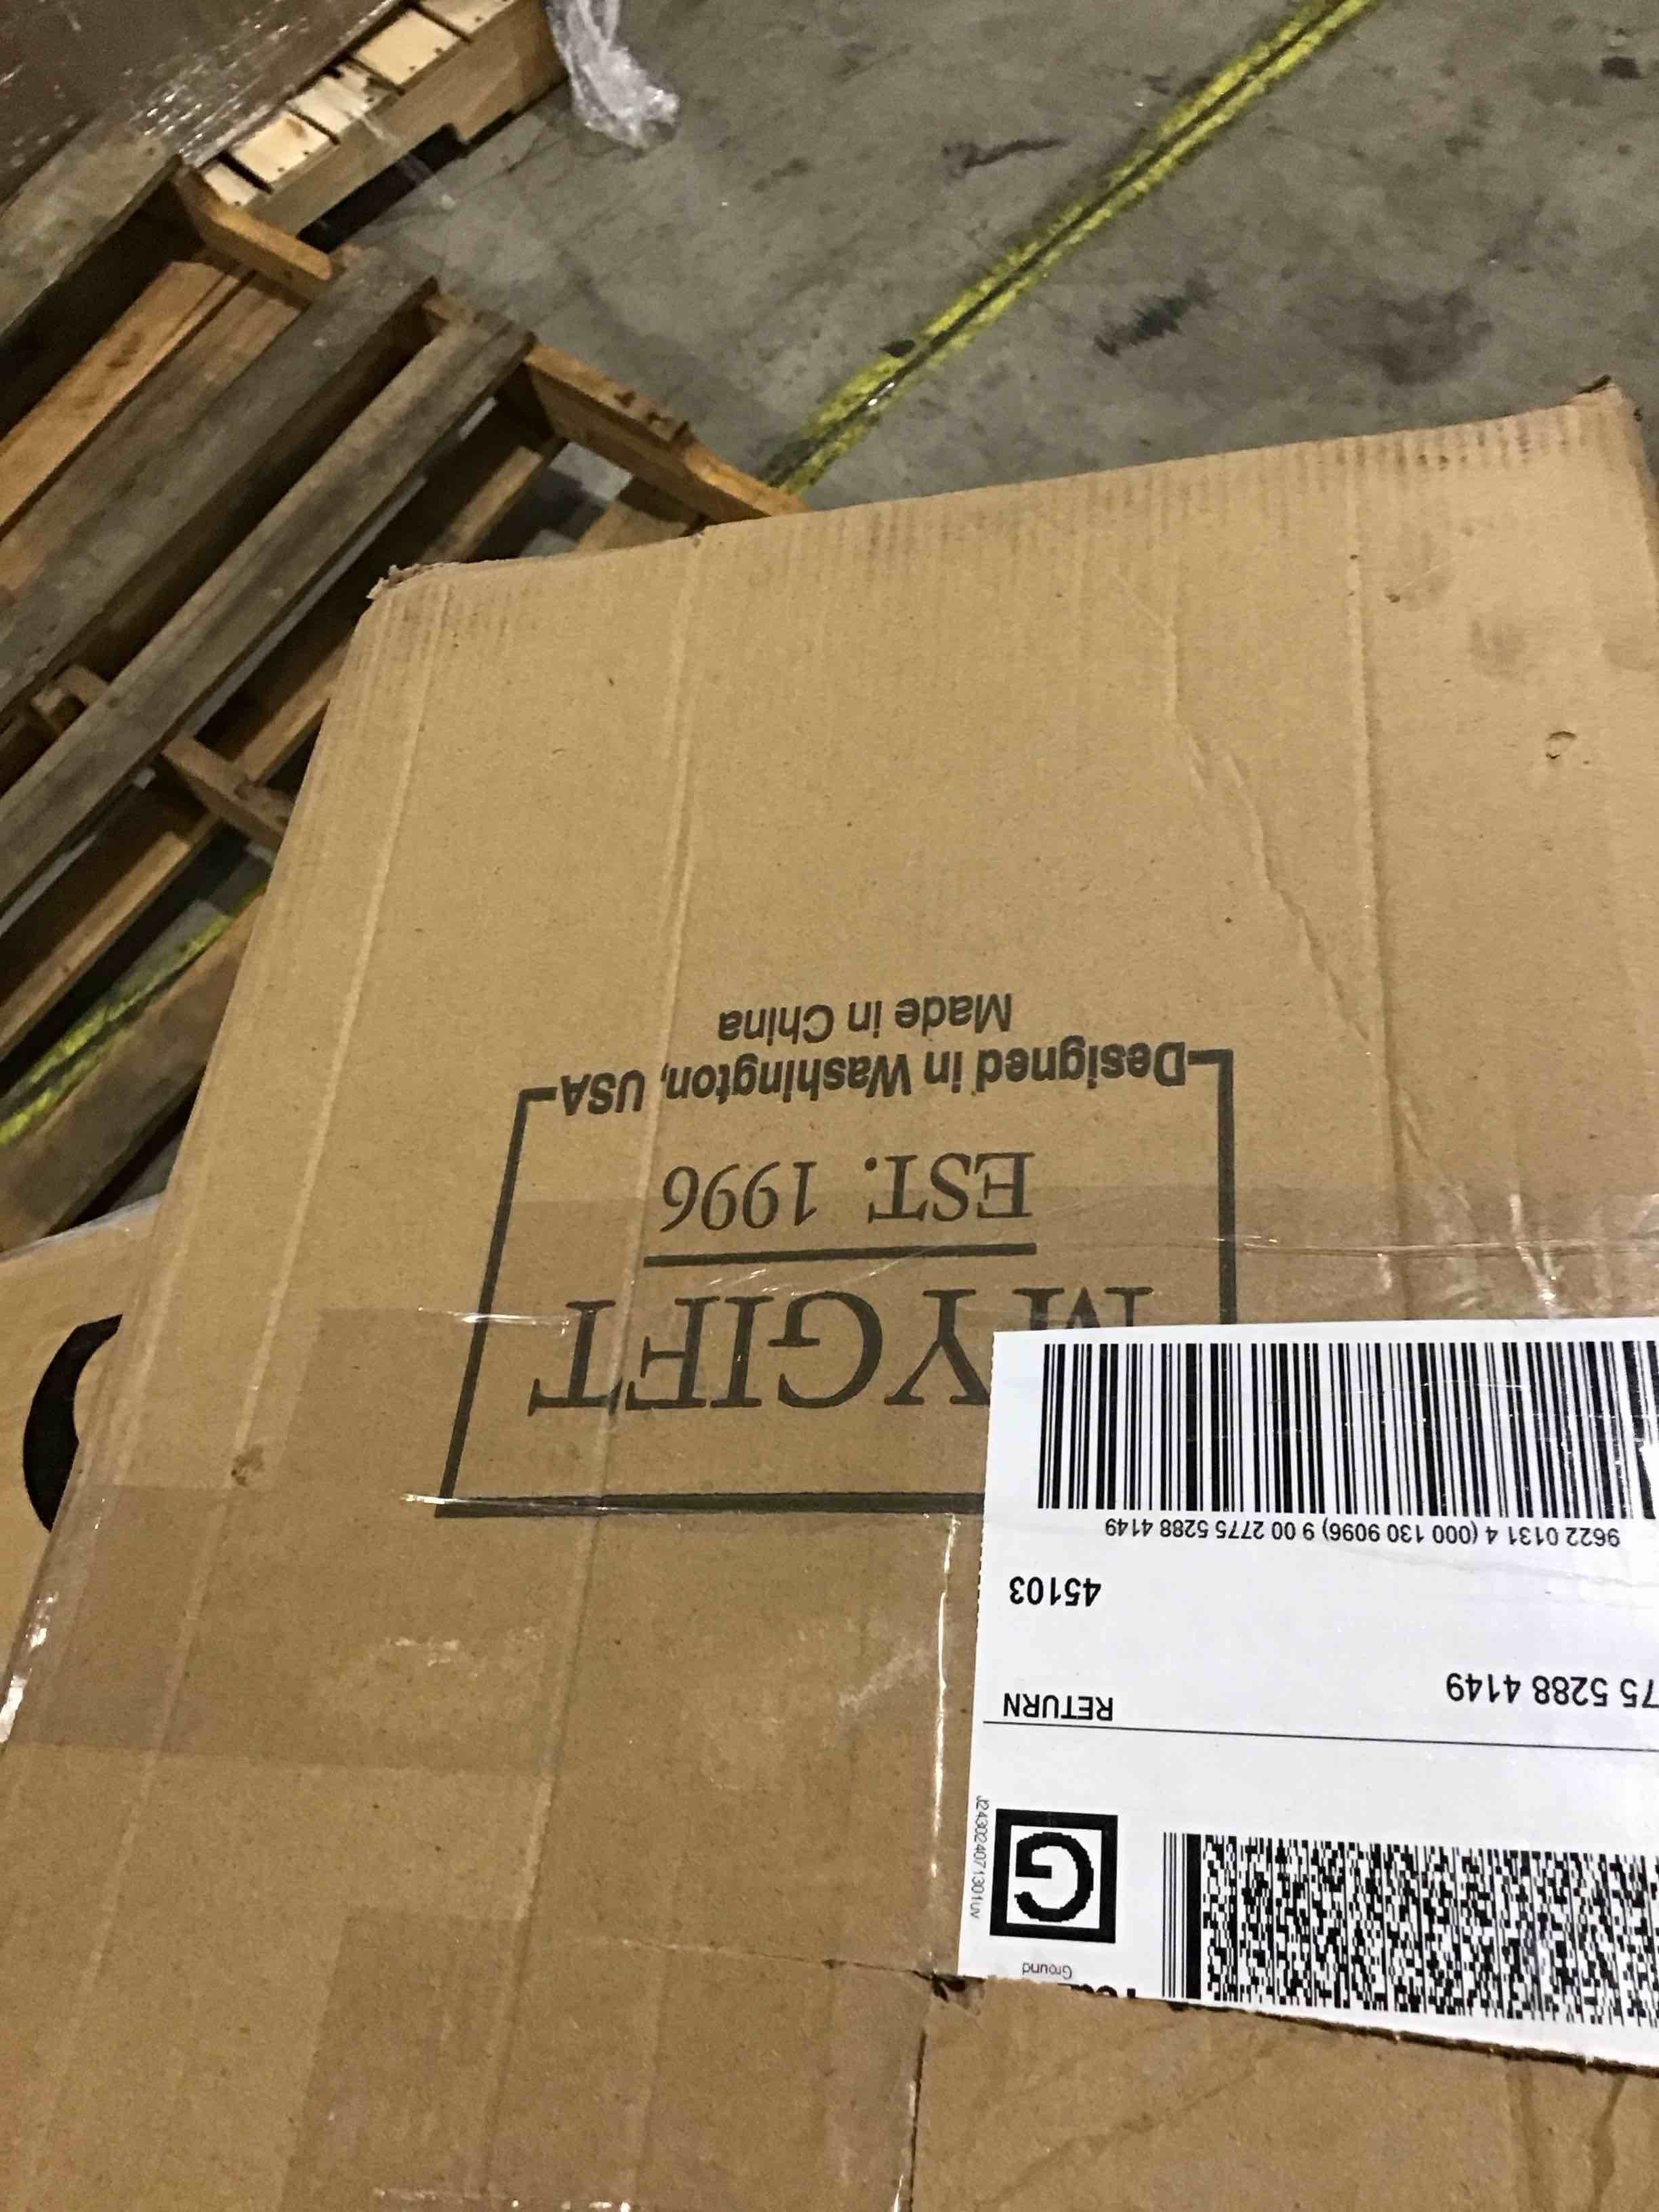 MYGIFT
EST. 1996
Designed in Washington, USA
Made in China
Ground
G
J243024071301uv
RETURN
75 5288 4149
45103
9622 0131 4 (000 130 9096) 9 00 2775 5288 4149